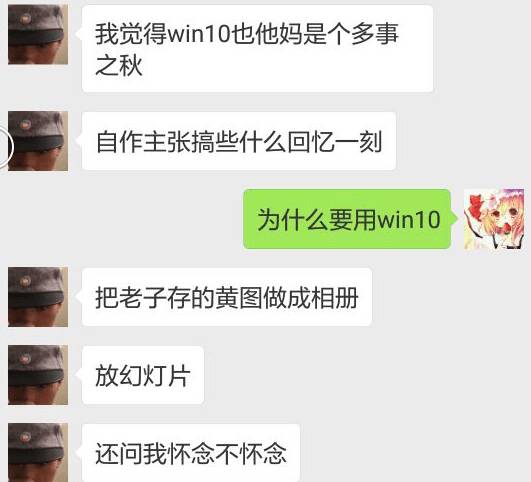 我觉得win10也他妈是个多事
之秋
自作主张搞些什么回忆一刻
为什么要用win10
把老子存的黄图做成相册
放幻灯片
还问我怀念不怀念